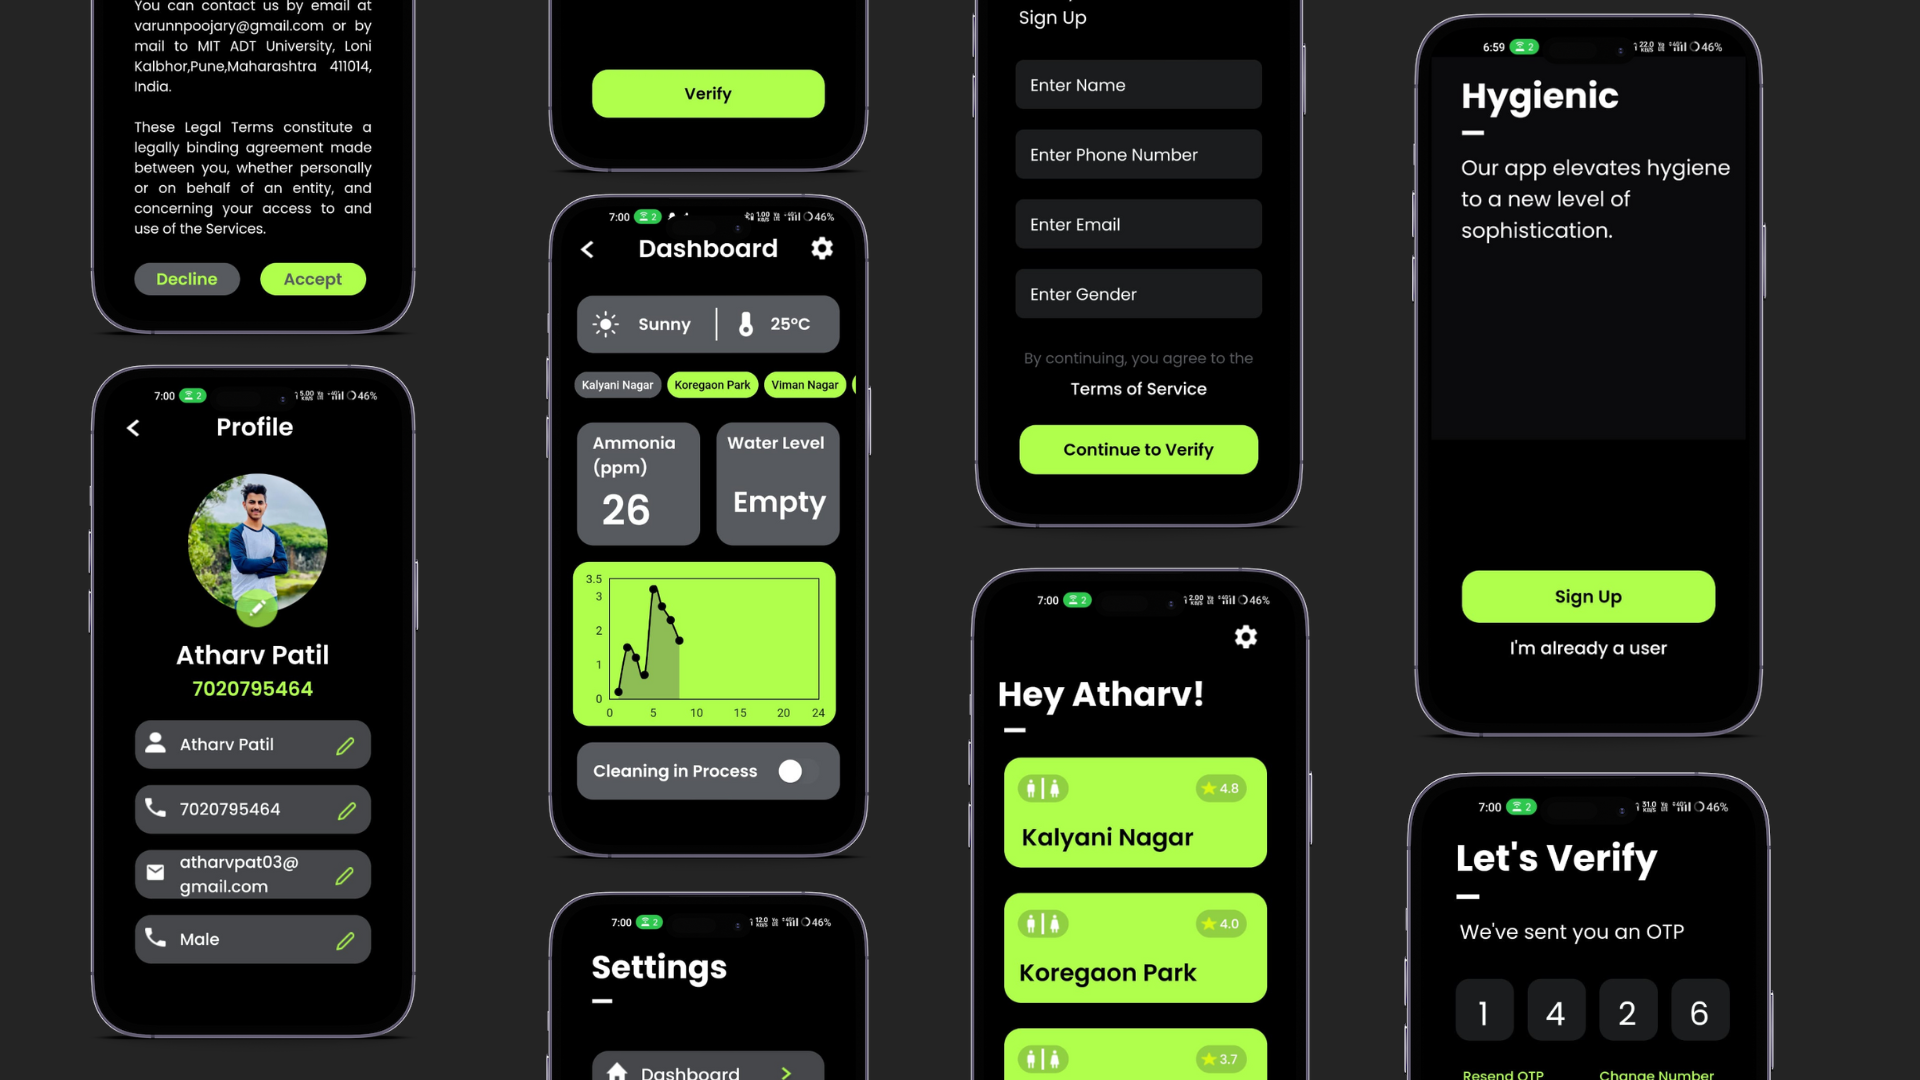 You can contact us by email at
varunnpoojary@gmail.com or by
mail to MIT ADT University, Loni
Kalbhor,Pune,Maharashtra 411014,
India.
These Legal Terms constitute a
legally binding agreement made
between you, whether personally
or on behalf of an entity, and
concerning your access to and
use of the Services.
Decline
Accept
7:00
2
46%
Profile
Atharv Patil
7020795464
Atharv Patil
7020795464
atharvpat03@
gmail.com
Male
Verify
7:00
2
46%
Dashboard
Sunny
25°C
Kalyani Nagar
Koregaon Park
Viman Nagar
Ammonia
(ppm)
26
Water Level
Empty
3.5
3
2
1
0
0 5 10 15 20 24
Cleaning in Process
7:00
2
46%
Settings
Dashboard
Sign Up
Enter Name
Enter Phone Number
Enter Email
Enter Gender
By continuing, you agree to the
Terms of Service
Continue to Verify
7:00
2
46%
Hey Atharv!
4.8
Kalyani Nagar
4.0
Koregaon Park
3.7
6:59
2
46%
Hygienic
Our app elevates hygiene
to a new level of
sophistication.
Sign Up
I'm already a user
7:00
2
46%
Let's Verify
We've sent you an OTP
1 4 2 6
Resend OTP
Change Number